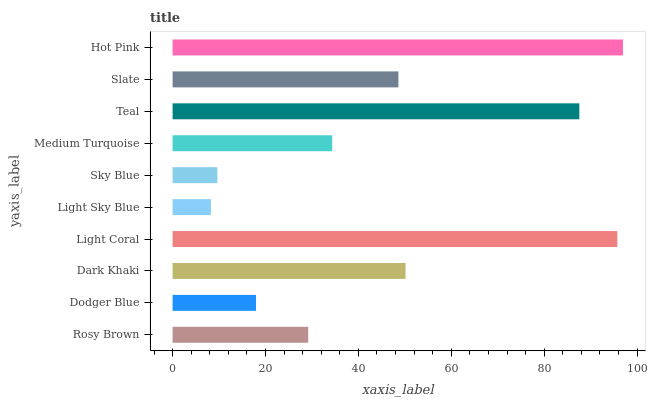 title
Hot Pink
Slate
Teal
Medium Turquoise
Sky Blue
Light Sky Blue
Light Coral
Dark Khaki
Dodger Blue
Rosy Brown
yaxis_label
0 20 40 60 80 100
xaxis_label